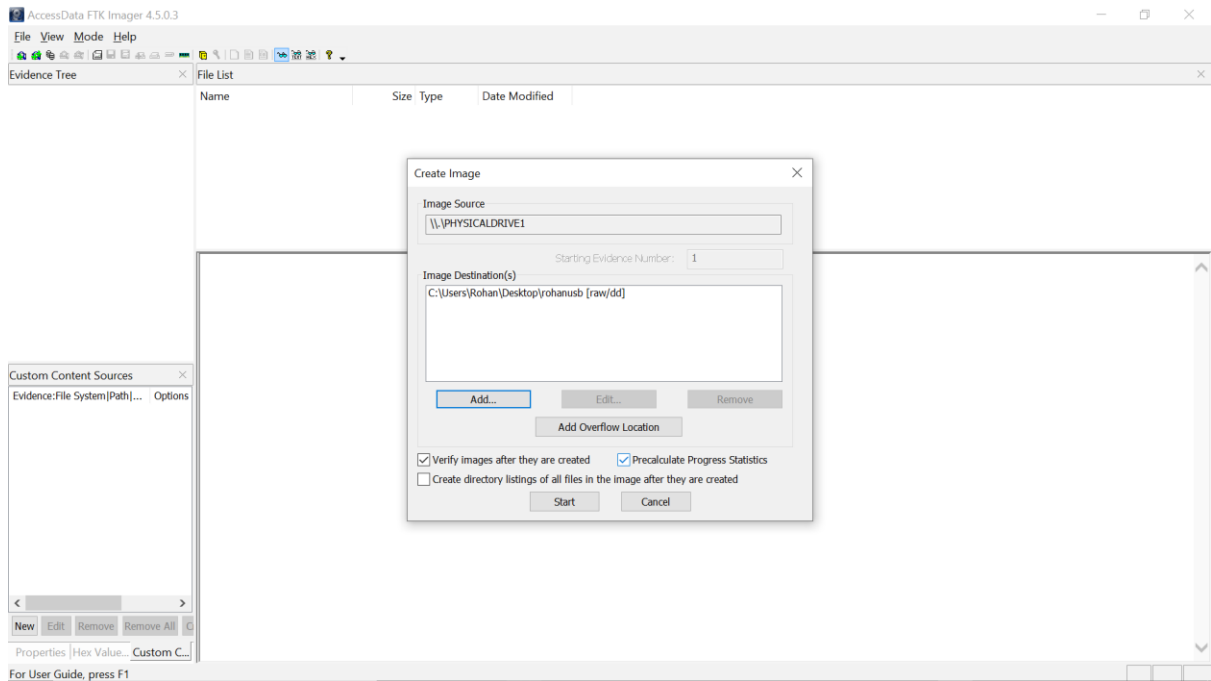 AccessData FTK Imager 4.5.0.3
File View Mode Help
Evidence Tree
File List
Name Size Type Date Modified
Create Image
Image Source
\\.\PHYSICALDRIVE1
Starting Evidence Number: 1
Image Destination(s)
C:\Users\Rohan\Desktop\rohanusb [raw/dd]
Add... Edit... Remove
Add Overflow Location
Verify images after they are created Precalculate Progress Statistics
Create directory listings of all files in the image after they are created
Start Cancel
Custom Content Sources
Evidence:File System|Path|... Options
New Edit Remove Remove All C
Properties Hex Value... Custom C...
For User Guide, press F1